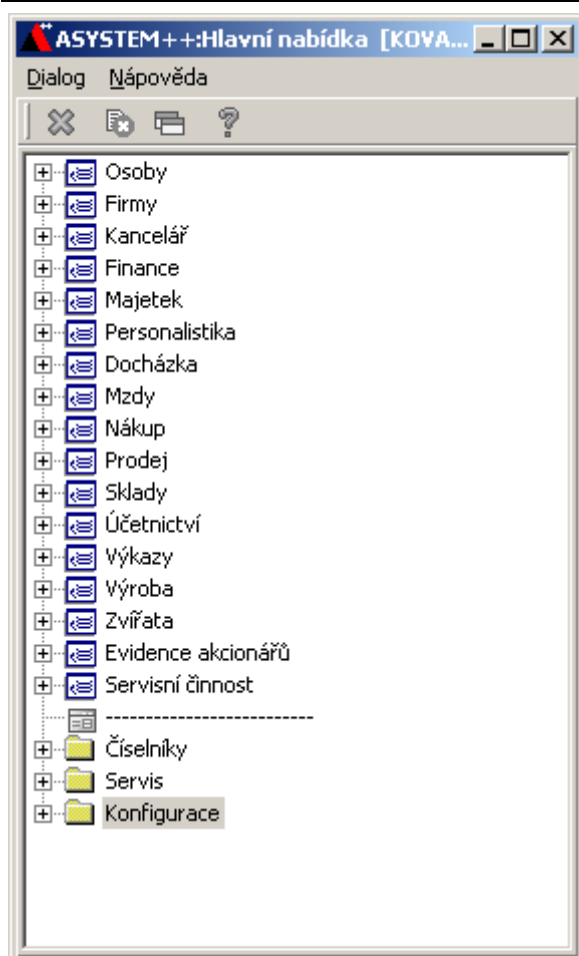 ASYSTEM++:Hlavní nabídka [KOVA...
Dialog Nápověda
Osoby
Firmy
Kancelář
Finance
Majetek
Personalistika
Docházka
Mzdy
Nákup
Prodej
Sklady
Účetnictví
Výkazy
Výroba
Zvířata
Evidence akcionářů
Servisní činnost
--------------------------
Číselníky
Servis
Konfigurace